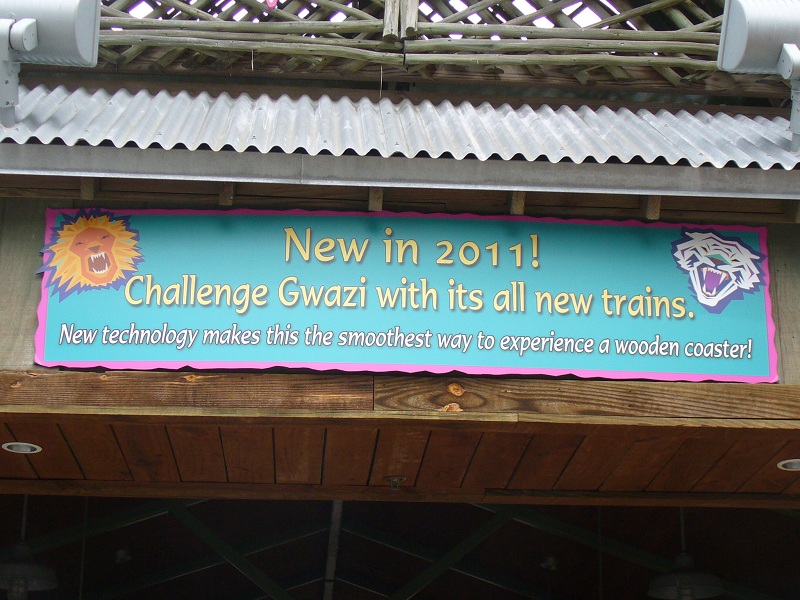 New in 2011!
Challenge Gwazi with its all new trains.
New technology makes this the smoothest way to experience a wooden coaster!